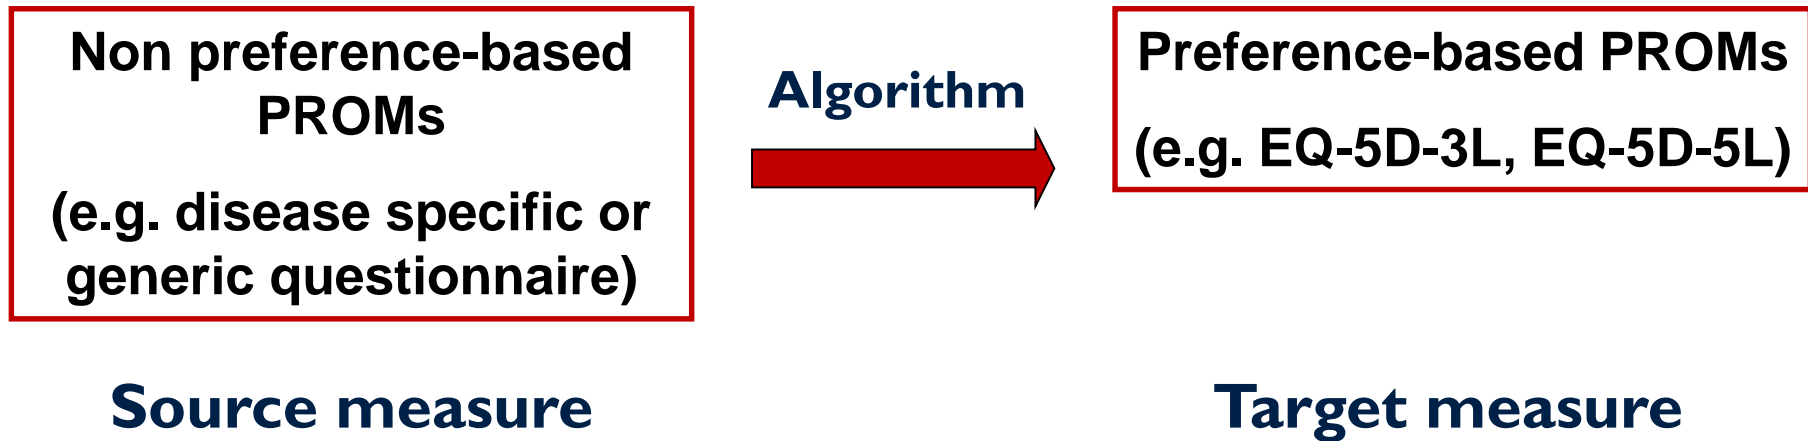 Non preference-based
PROMs
(e.g. disease specific or
generic questionnaire)
Source measure
Algorithm
Preference-based PROMs
(e.g. EQ-5D-3L, EQ-5D-5L)
Target measure